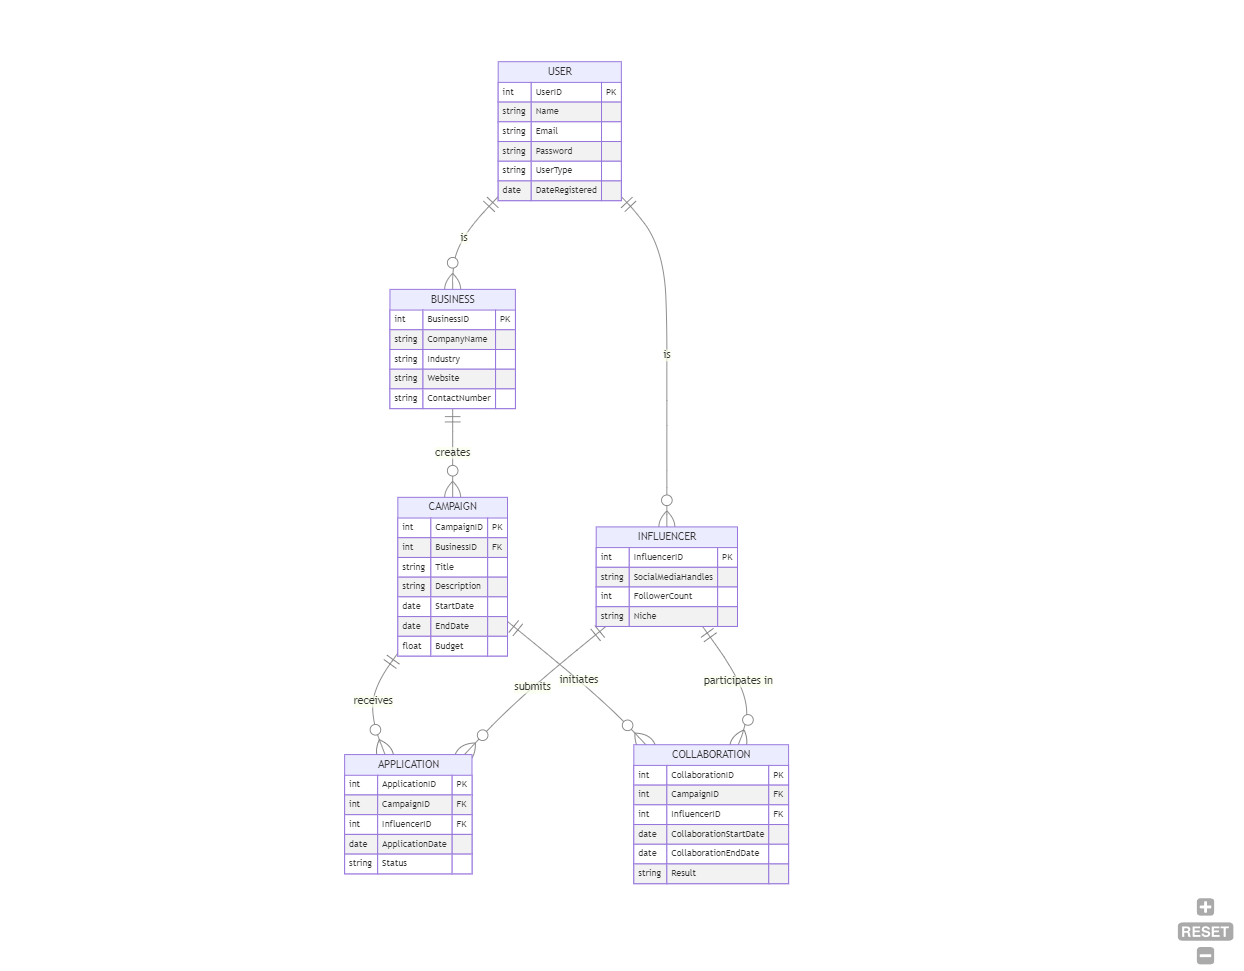 USER
int UserID PK
string Name
string Email
string Password
string UserType
date DateRegistered
is
BUSINESS
int BusinessID PK
string CompanyName
string Industry
string Website
string ContactNumber
is
creates
CAMPAIGN
int CampaignID PK
int BusinessID FK
string Title
string Description
date StartDate
date EndDate
float Budget
INFLUENCER
int InfluencerID PK
string SocialMediaHandles
int FollowerCount
string Niche
receives
submits
initiates
participates in
APPLICATION
int ApplicationID PK
int CampaignID FK
int InfluencerID FK
date ApplicationDate
string Status
COLLABORATION
int CollaborationID PK
int CampaignID FK
int InfluencerID FK
date CollaborationStartDate
date CollaborationEndDate
string Result
RESET